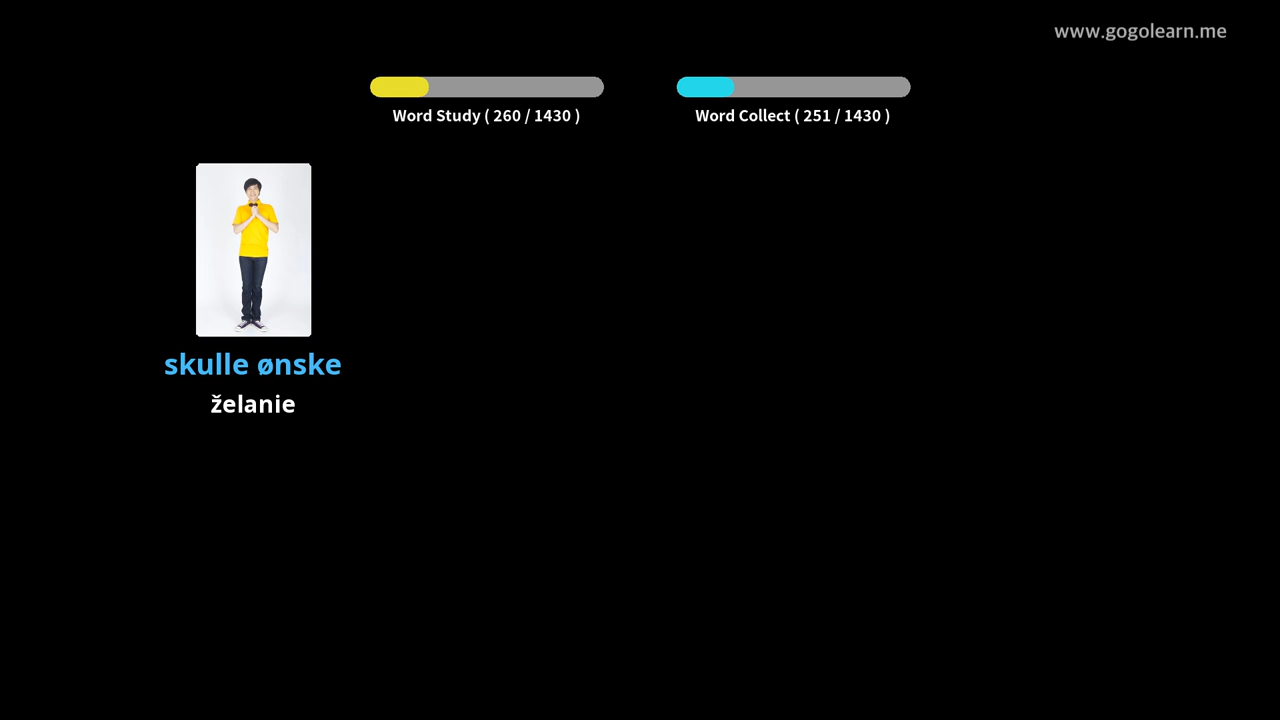 www.gogolearn.me
Word Study ( 260 / 1430 )
Word Collect ( 251 / 1430 )
skulle ønske
želanie